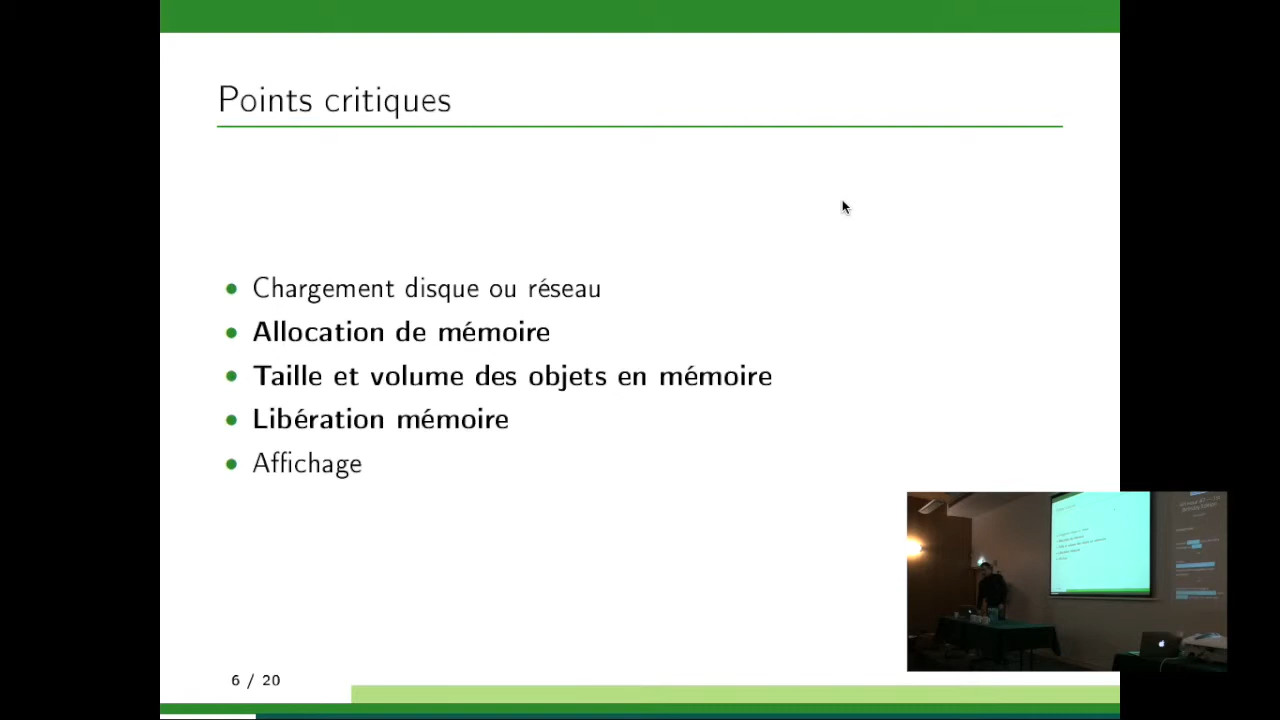 Points critiques
Chargement disque ou réseau
Allocation de mémoire
Taille et volume des objets en mémoire
Libération mémoire
Affichage
6 / 20